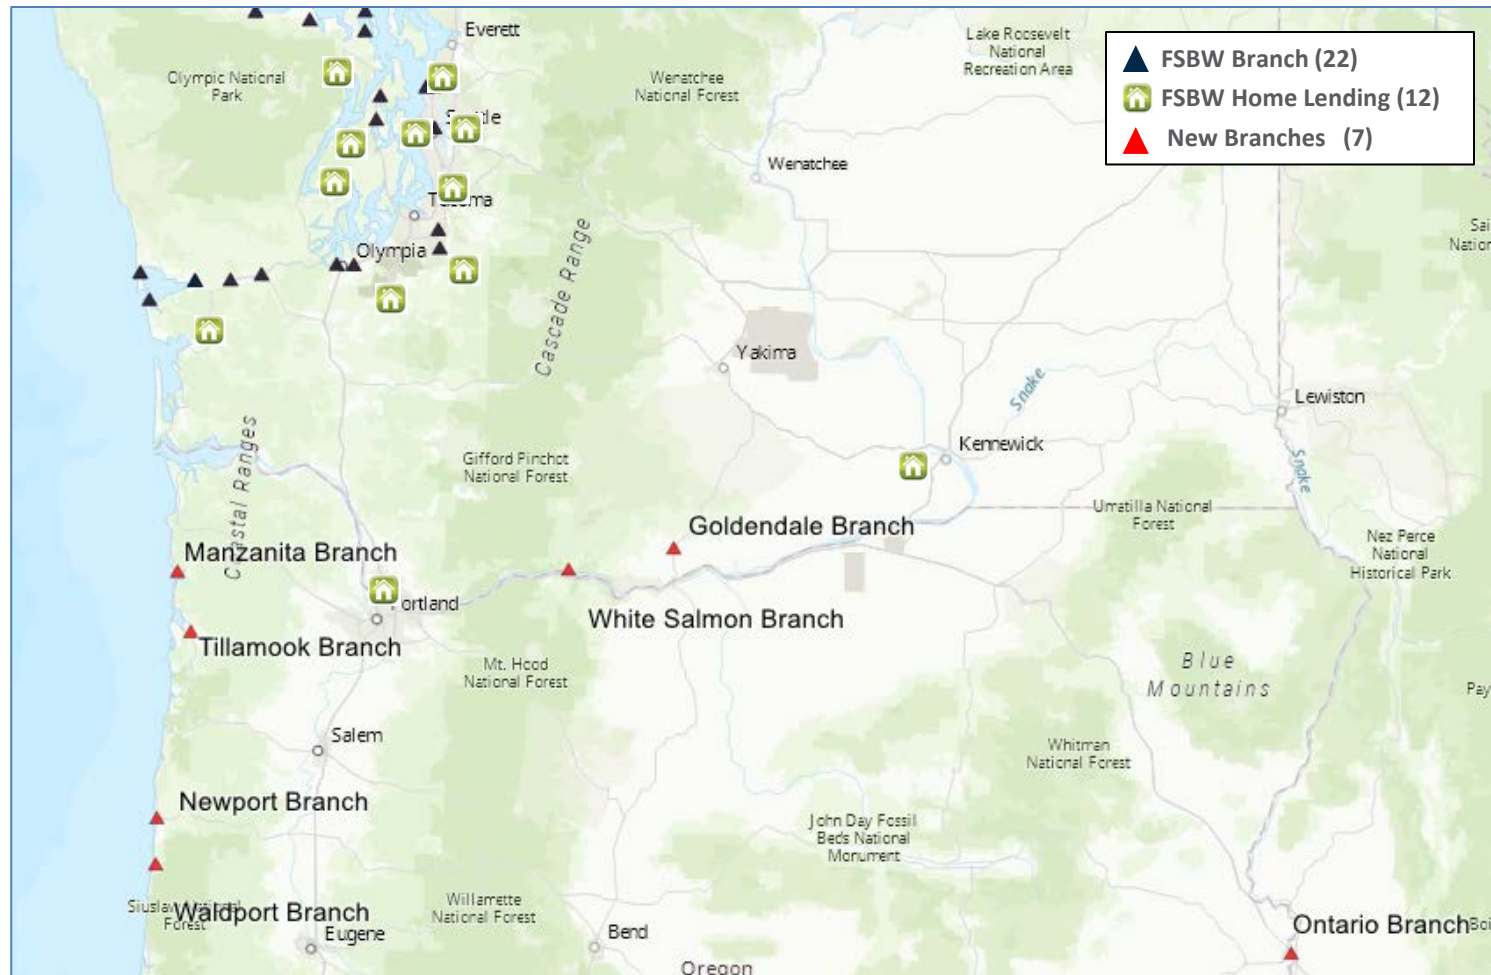 Everett
Olympic National
Park
Wenatchee
National Forest
Lake Roosevelt
National
Recreation Area
FSBW Branch (22)
FSBW Home Lending (12)
New Branches (7)
Wenatchee
Olympia
Cascade Range
Yakima
Snake
Lewiston
Kennewick
Snake
Coastal Ranges
Gifford Pinchot
National Forest
Umatilla National
Forest
Goldendale Branch
Nez Perce
National
Historical Park
Manzanita Branch
White Salmon Branch
Tillamook Branch
Mt. Hood
National Forest
Blue
Mountains
Salem
Whitman
National Forest
Newport Branch
John Day Fossil
Beds National
Monument
Waldport Branch
Forest
Willamette
National Forest
Eugene
Bend
Ontario Branch
Oregon